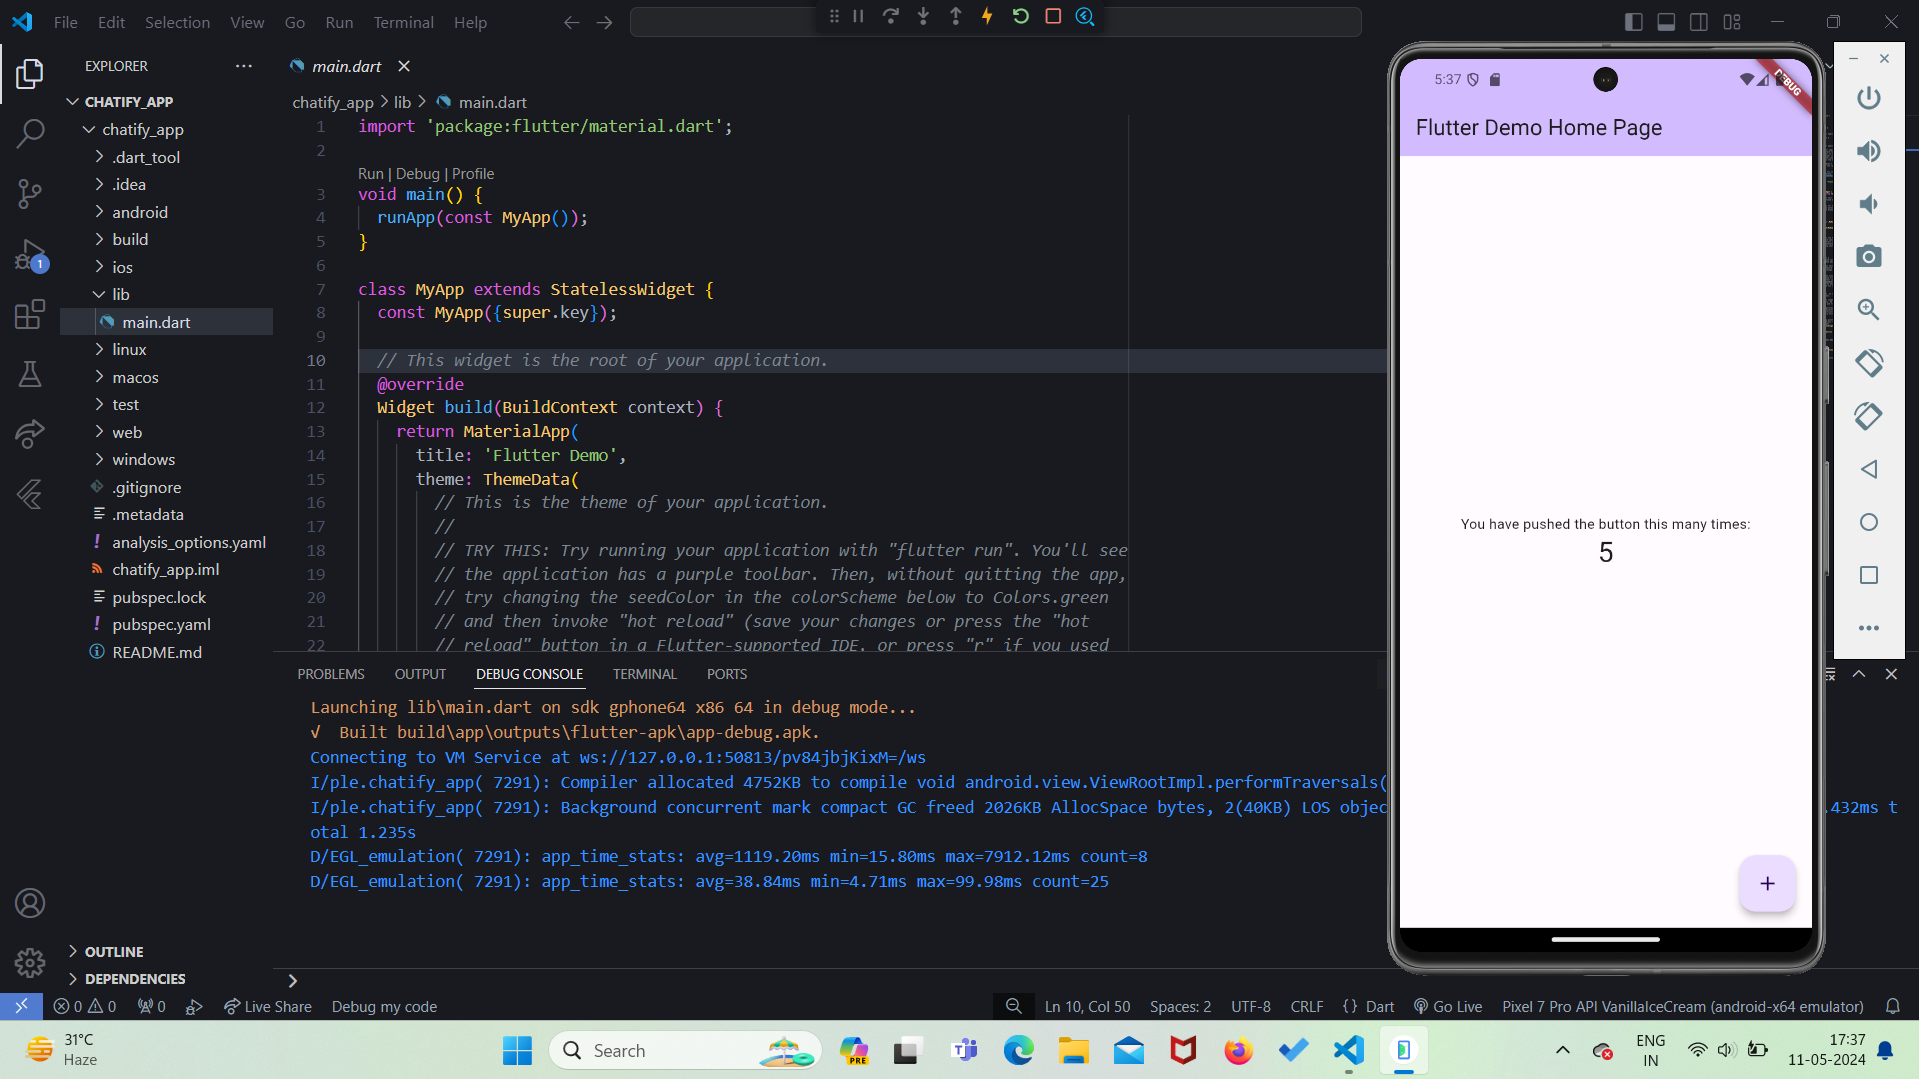 File Edit Selection View Go Run Terminal Help
EXPLORER
CHATIFY_APP
chatify_app
.dart_tool
.idea
android
build
ios
lib
main.dart
linux
macos
test
web
windows
.gitignore
.metadata
analysis_options.yaml
chatify_app.iml
pubspec.lock
pubspec.yaml
README.md
OUTLINE
DEPENDENCIES
1
main.dart
chatify_app > lib > main.dart
1 import 'package:flutter/material.dart';
2
Run | Debug | Profile
3 void main() {
4 runApp(const MyApp());
5 }
6
7 class MyApp extends StatelessWidget {
8 const MyApp({super.key});
9
10 // This widget is the root of your application.
11 @override
12 Widget build(BuildContext context) {
13 return MaterialApp(
14 title: 'Flutter Demo',
15 theme: ThemeData(
16 // This is the theme of your application.
17 //
18 // TRY THIS: Try running your application with "flutter run". You'll see
19 // the application has a purple toolbar. Then, without quitting the app,
20 // try changing the seedColor in the colorScheme below to Colors.green
21 // and then invoke "hot reload" (save your changes or press the "hot
22 // reload" button in a Flutter-supported IDE, or press "r" if you used
PROBLEMS OUTPUT DEBUG CONSOLE TERMINAL PORTS
Launching lib\main.dart on sdk gphone64 x86 64 in debug mode...
√ Built build\app\outputs\flutter-apk\app-debug.apk.
Connecting to VM Service at ws://127.0.0.1:50813/pv84jbjKixM=/ws
I/ple.chatify_app( 7291): Compiler allocated 4752KB to compile void android.view.ViewRootImpl.performTraversals(
I/ple.chatify_app( 7291): Background concurrent mark compact GC freed 2026KB AllocSpace bytes, 2(40KB) LOS objec .432ms t
otal 1.235s
D/EGL_emulation( 7291): app_time_stats: avg=1119.20ms min=15.80ms max=7912.12ms count=8
D/EGL_emulation( 7291): app_time_stats: avg=38.84ms min=4.71ms max=99.98ms count=25
5:37
DEBUG
Flutter Demo Home Page
You have pushed the button this many times:
5
0 0 0 Live Share Debug my code Ln 10, Col 50 Spaces: 2 UTF-8 CRLF {} Dart Go Live Pixel 7 Pro API VanillaIceCream (android-x64 emulator)
31°C
Haze
Search
PRE
ENG
IN
17:37
11-05-2024